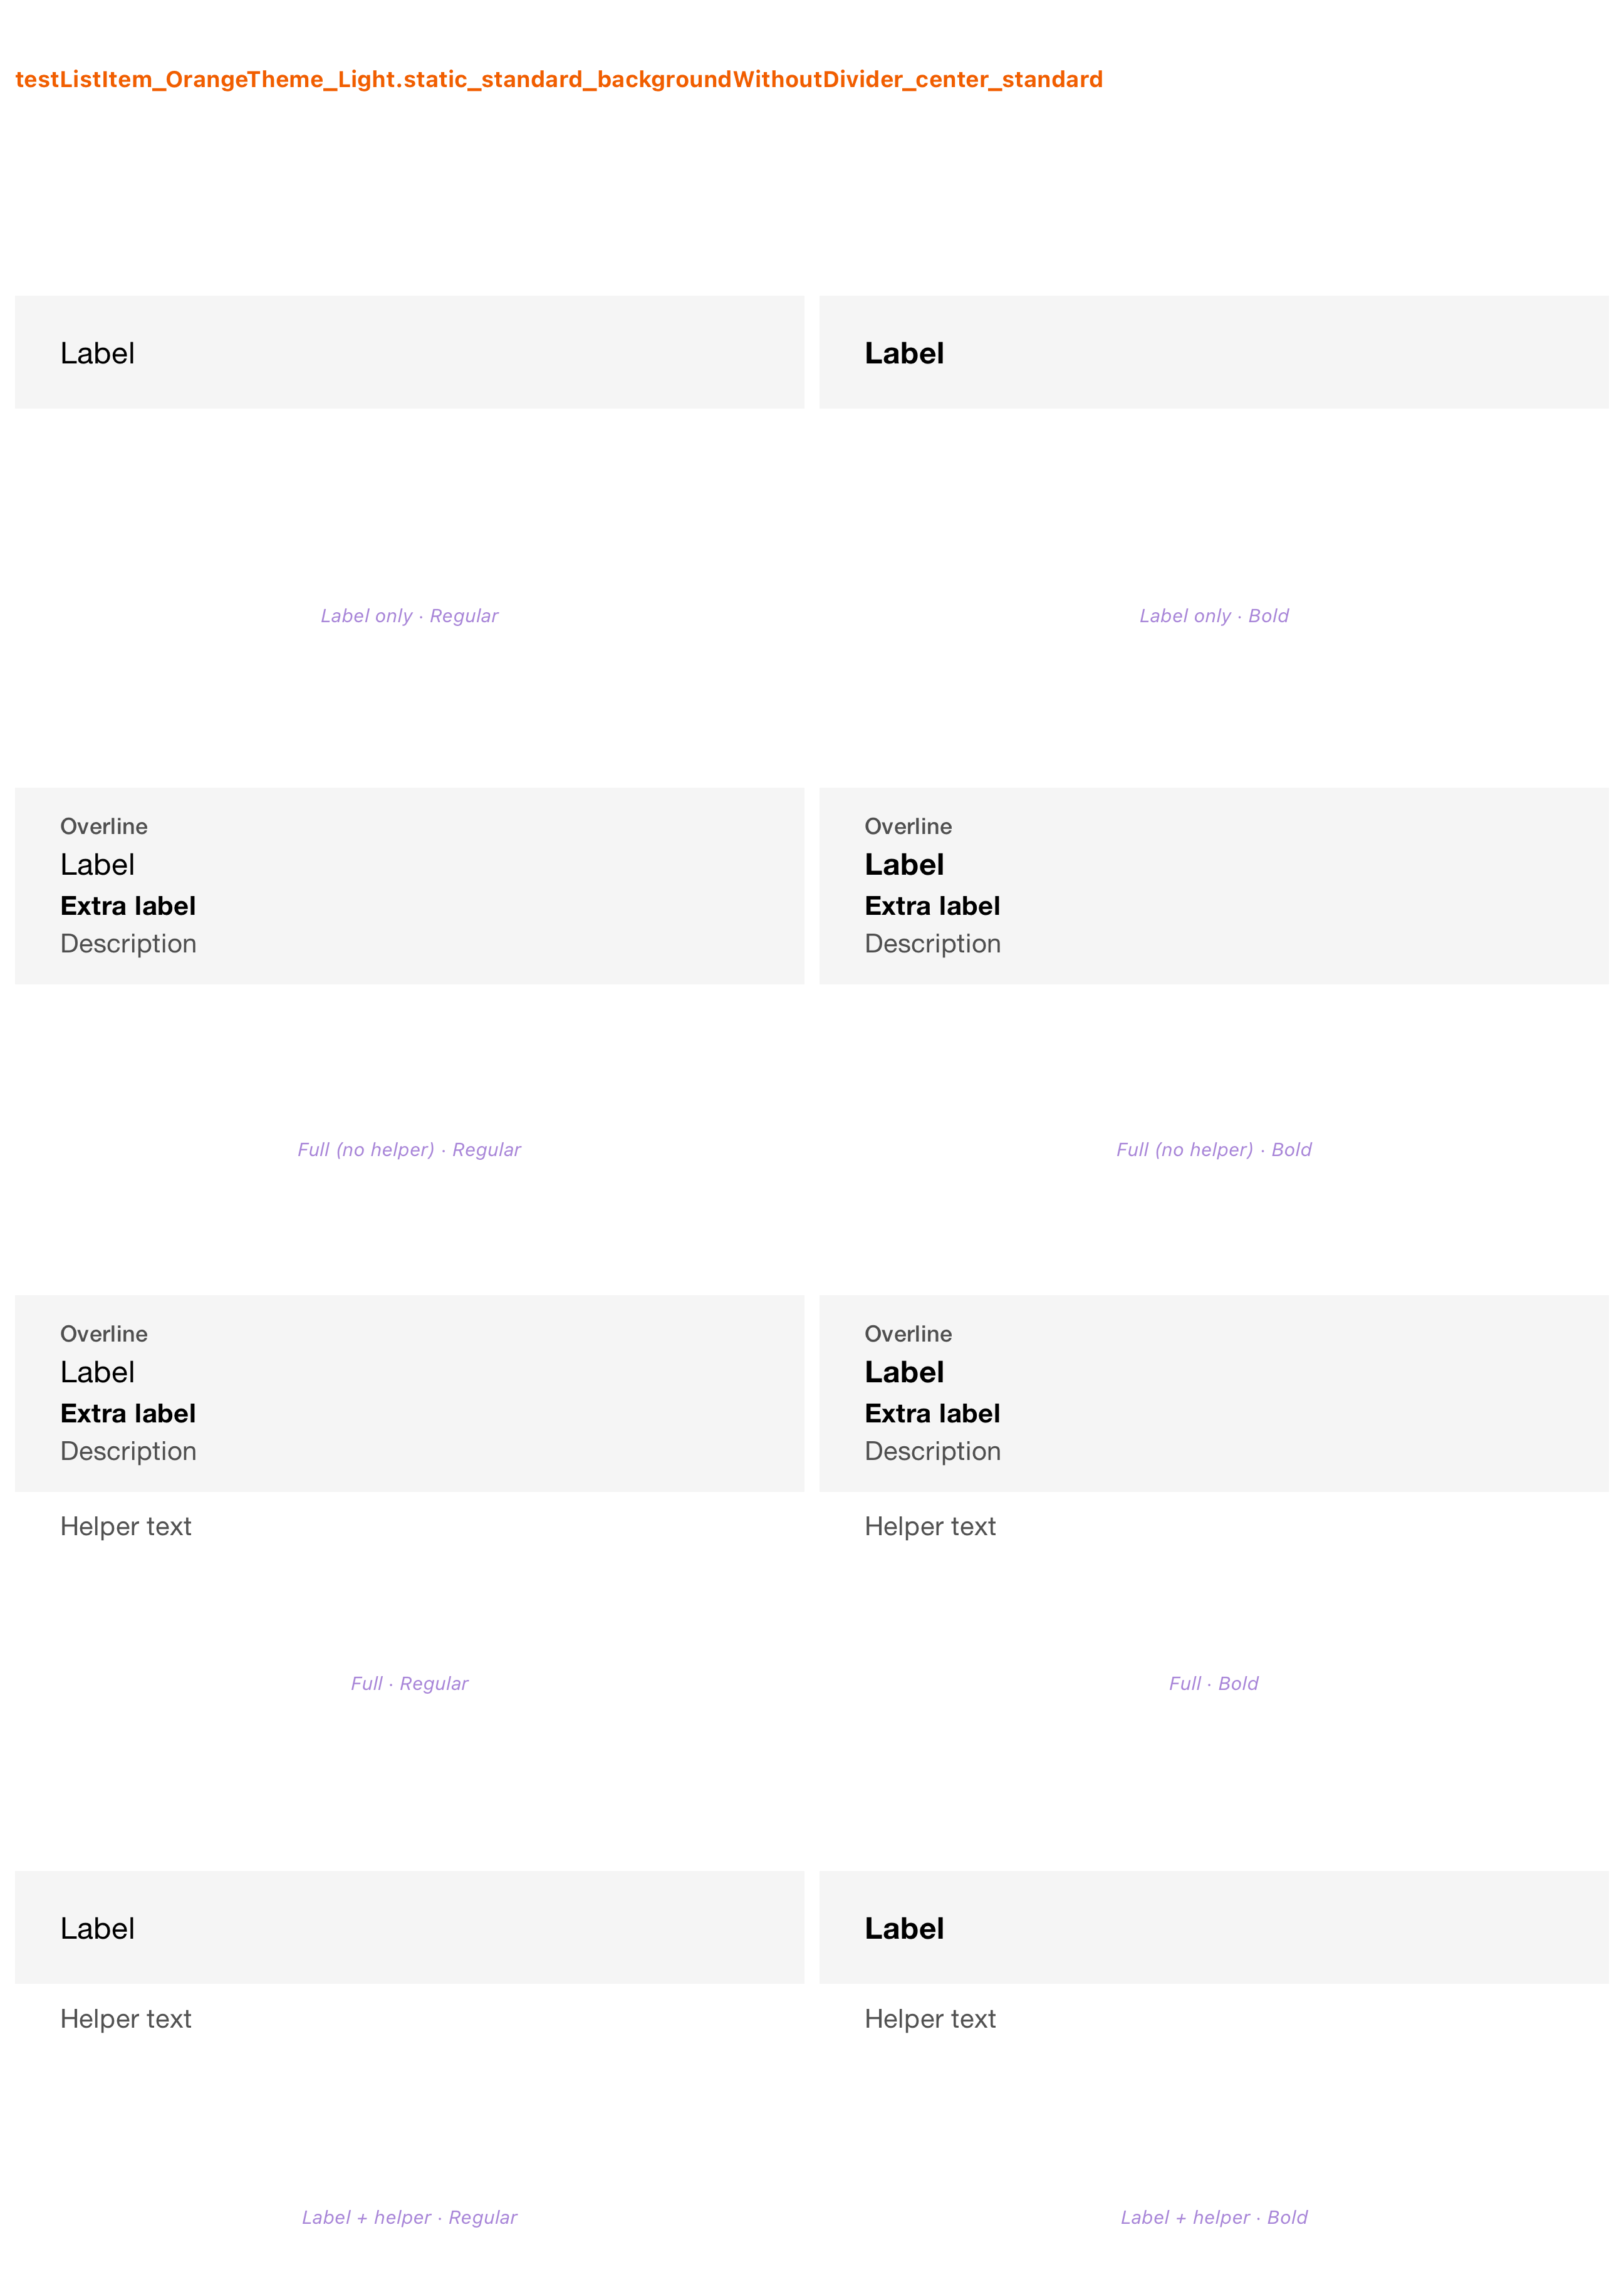 testListItem_OrangeTheme_Light.static_standard_backgroundWithoutDivider_center_standard
Label
Label
Label only · Regular
Label only · Bold
Overline
Label
Extra label
Description
Overline
Label
Extra label
Description
Full (no helper) · Regular
Full (no helper) · Bold
Overline
Label
Extra label
Description
Helper text
Overline
Label
Extra label
Description
Helper text
Full · Regular
Full · Bold
Label
Helper text
Label
Helper text
Label + helper · Regular
Label + helper · Bold